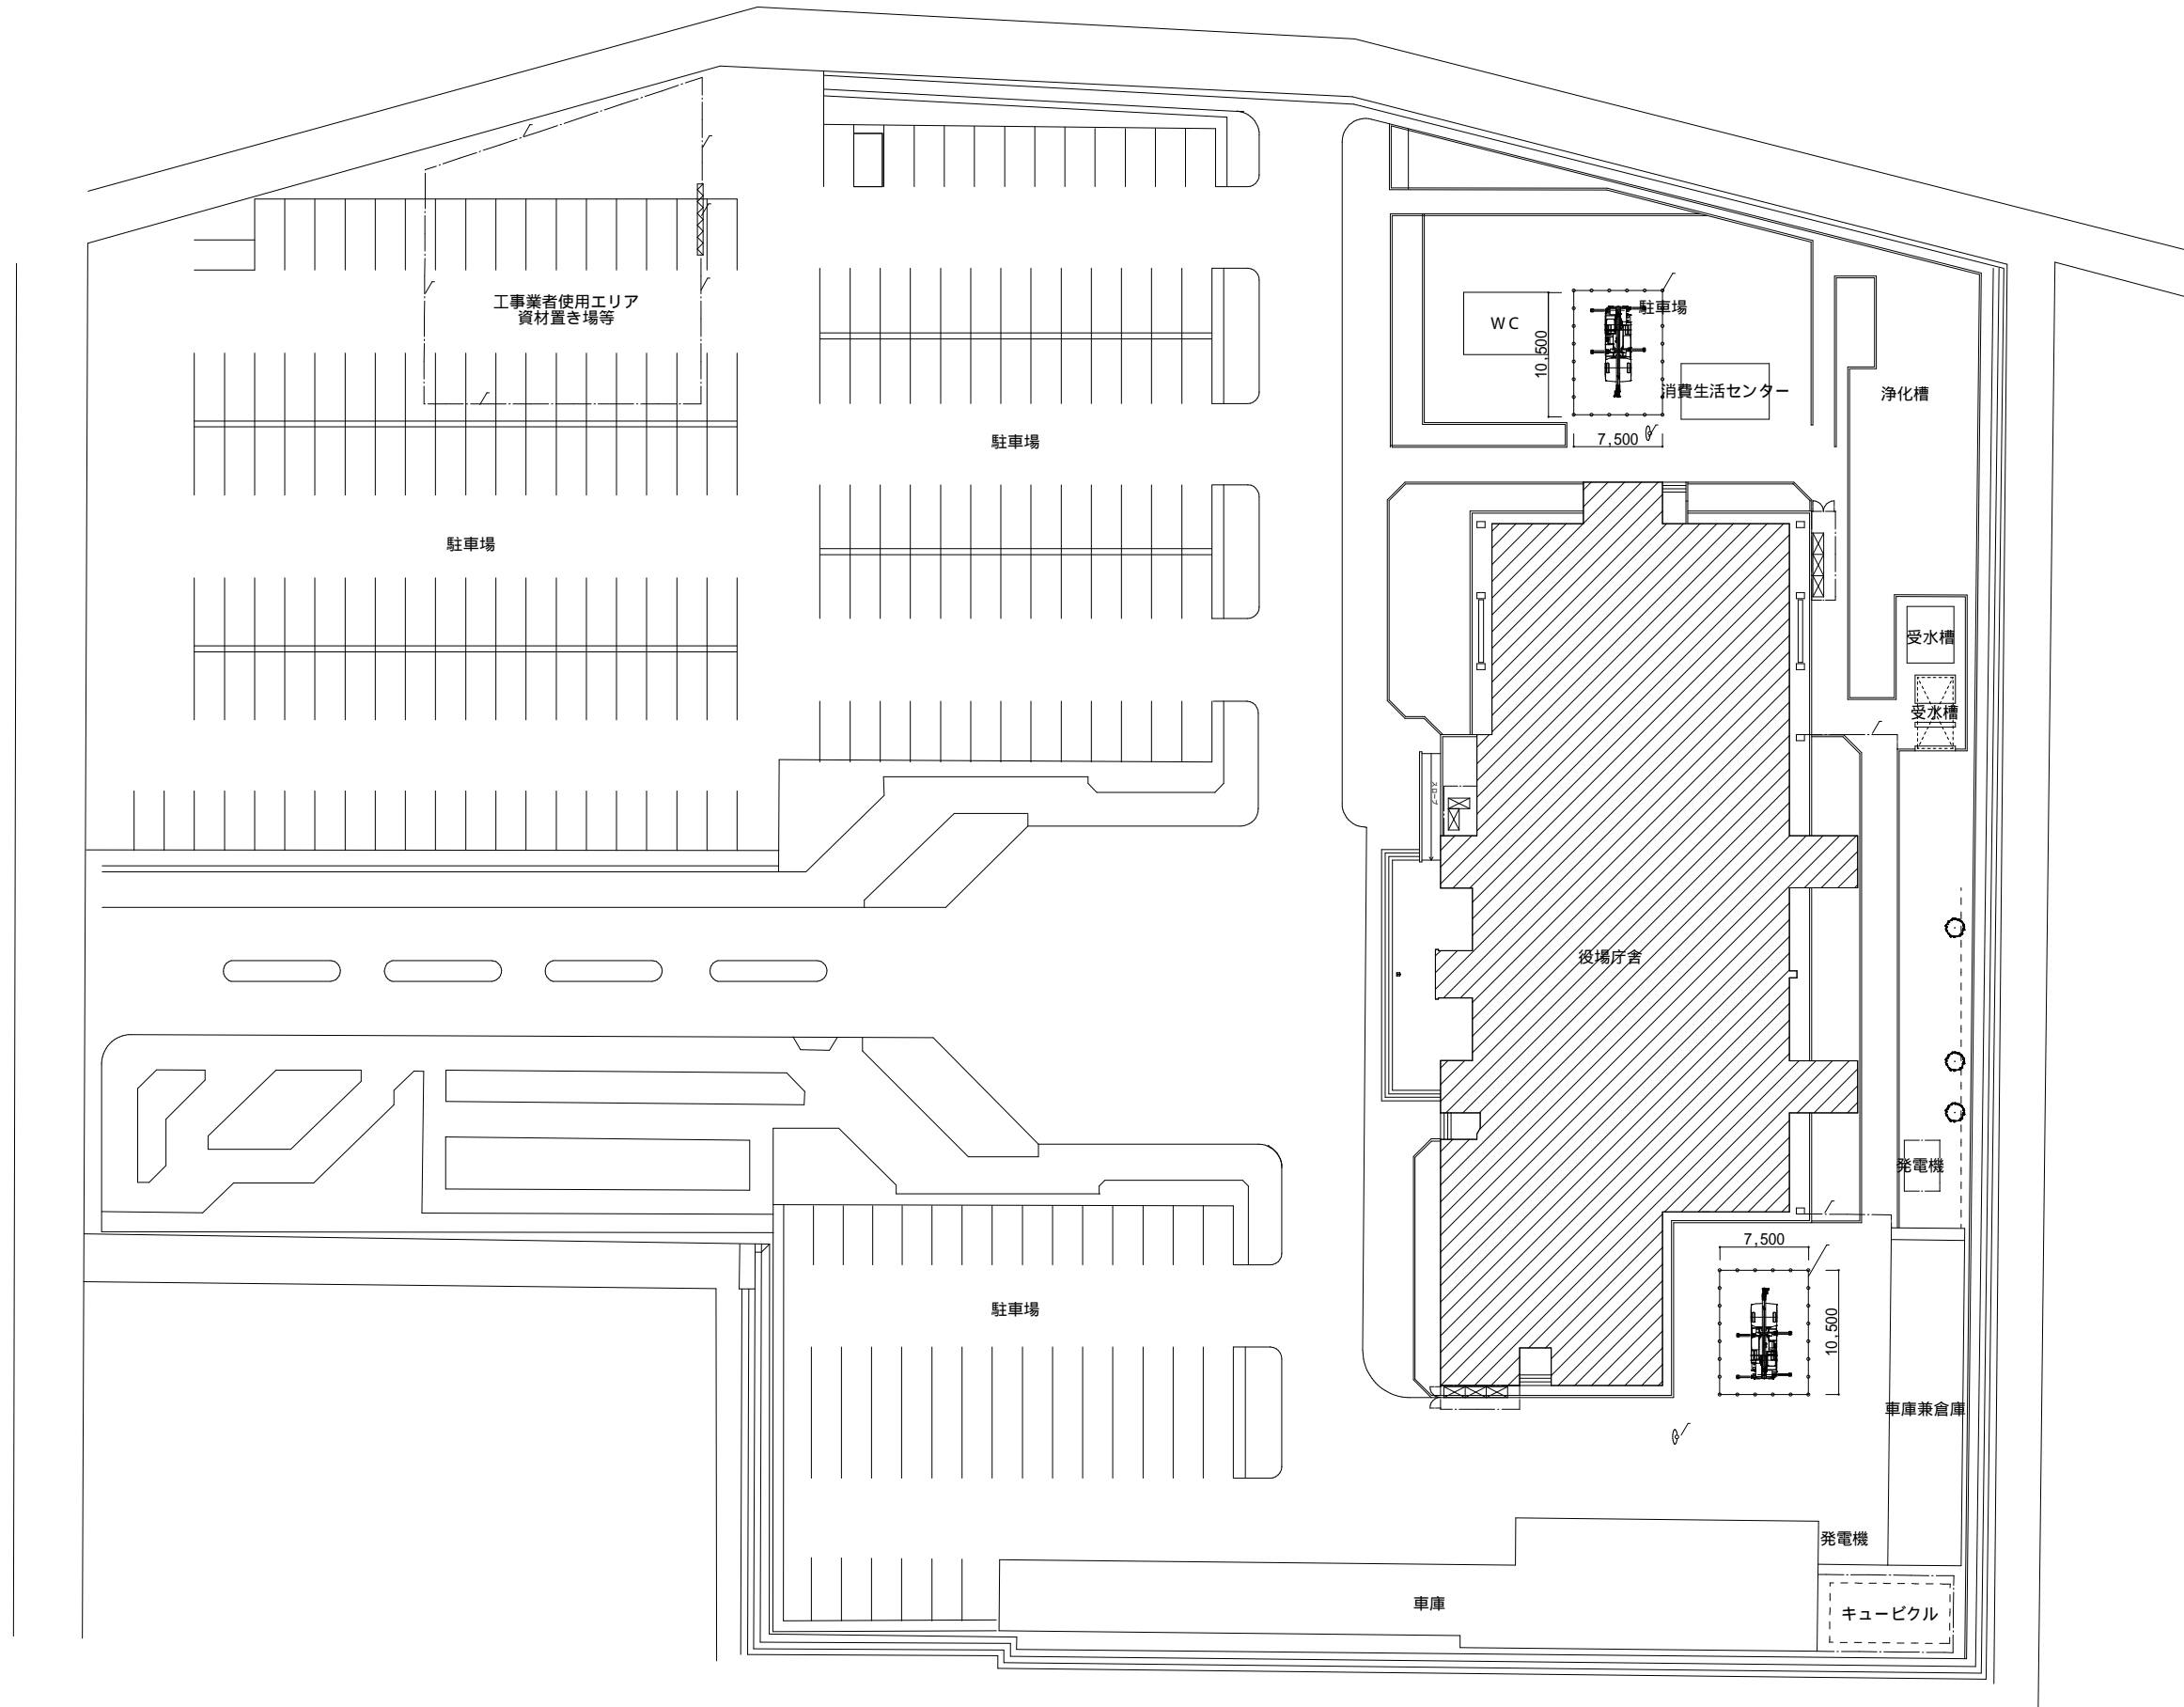 工事業者使用エリア
資材置き場等
ＷＣ
10,500
駐車場
消費生活センター
浄化槽
7,500
駐車場
駐車場
受水槽
受水槽
スロープ
役場庁舎
発電機
7,500
10,500
駐車場
車庫兼倉庫
発電機
車庫
キュービクル